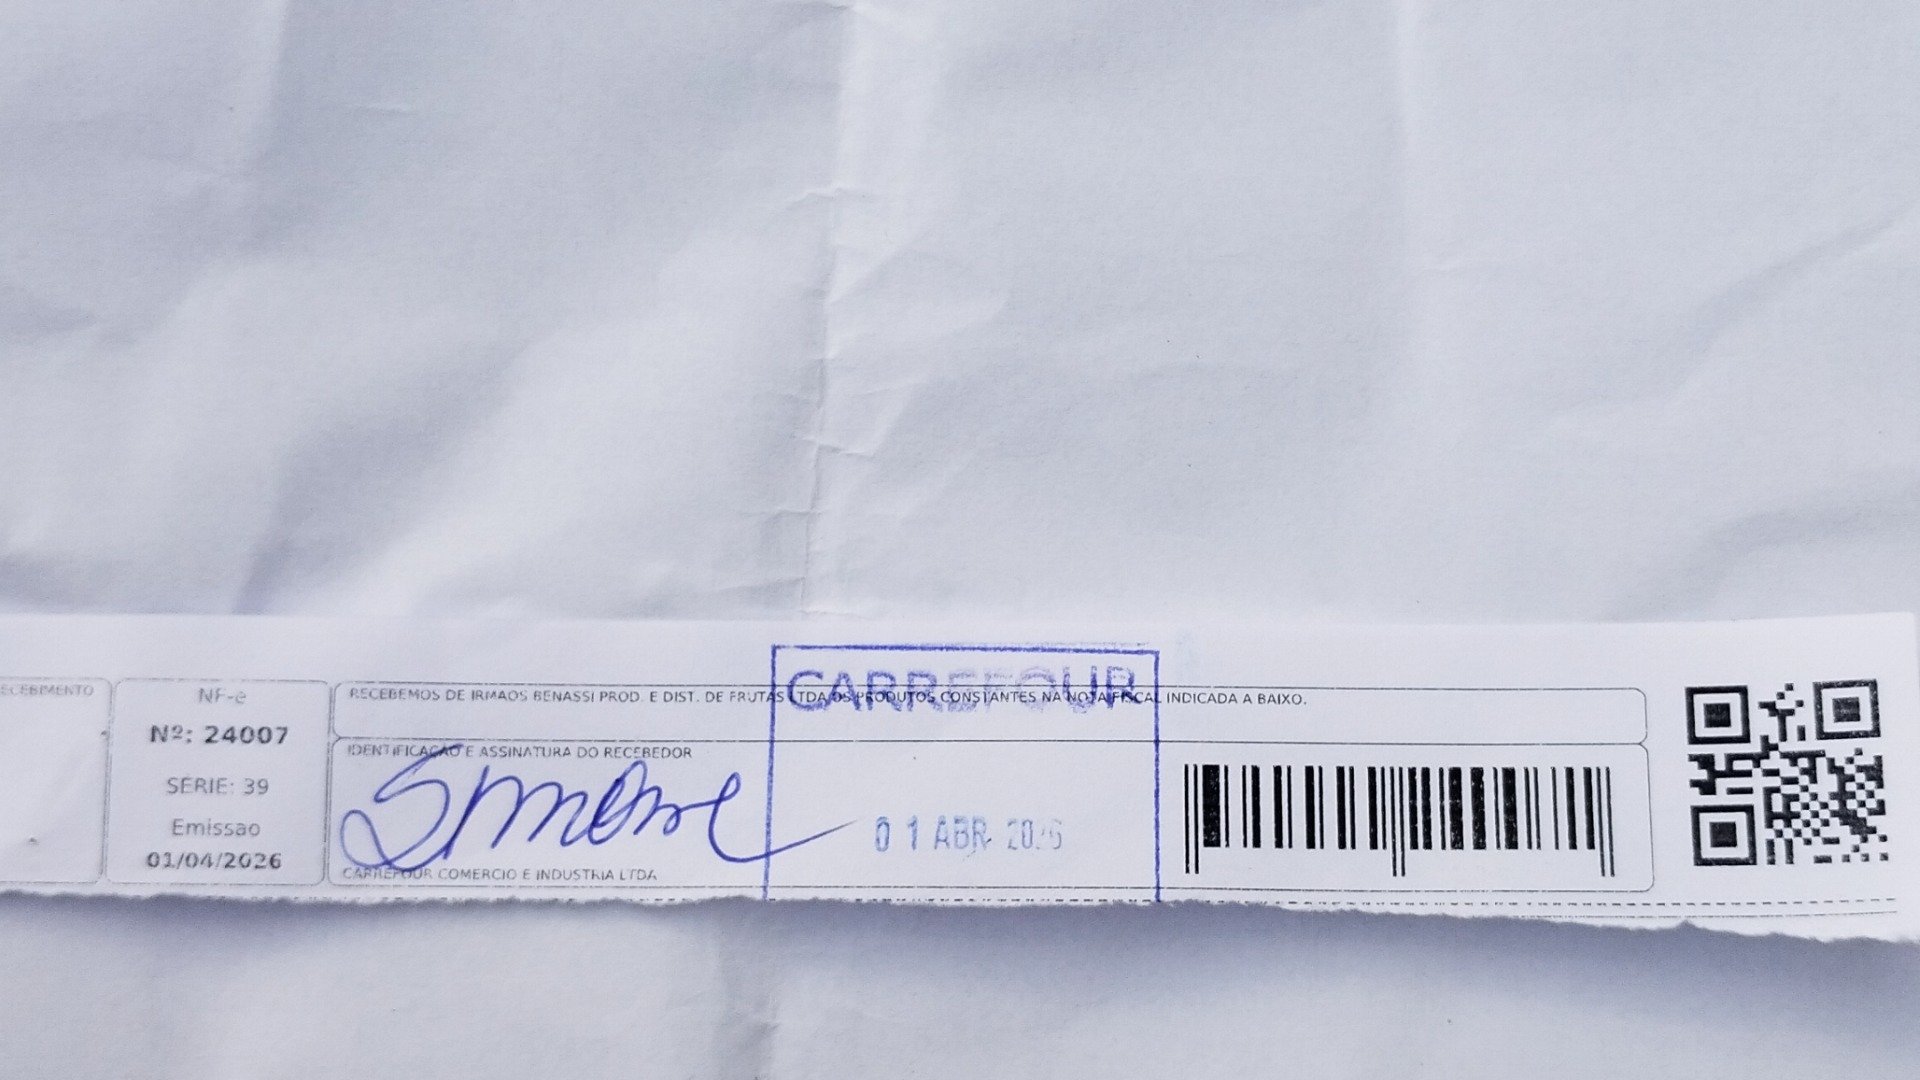 ECEBIMENTO
NF-e
Nº: 24007
SÉRIE: 39
Emissao
01/04/2026
RECEBEMOS DE IRMAOS BENASSI PROD. E DIST. DE FRUTAS LTDA OS PRODUTOS CONSTANTES NA NOTA FISCAL INDICADA A BAIXO.
IDENTIFICAÇÃO E ASSINATURA DO RECEBEDOR
Simone
CARREFOUR COMERCIO E INDUSTRIA LTDA
CARREFOUR
01 ABR 2026